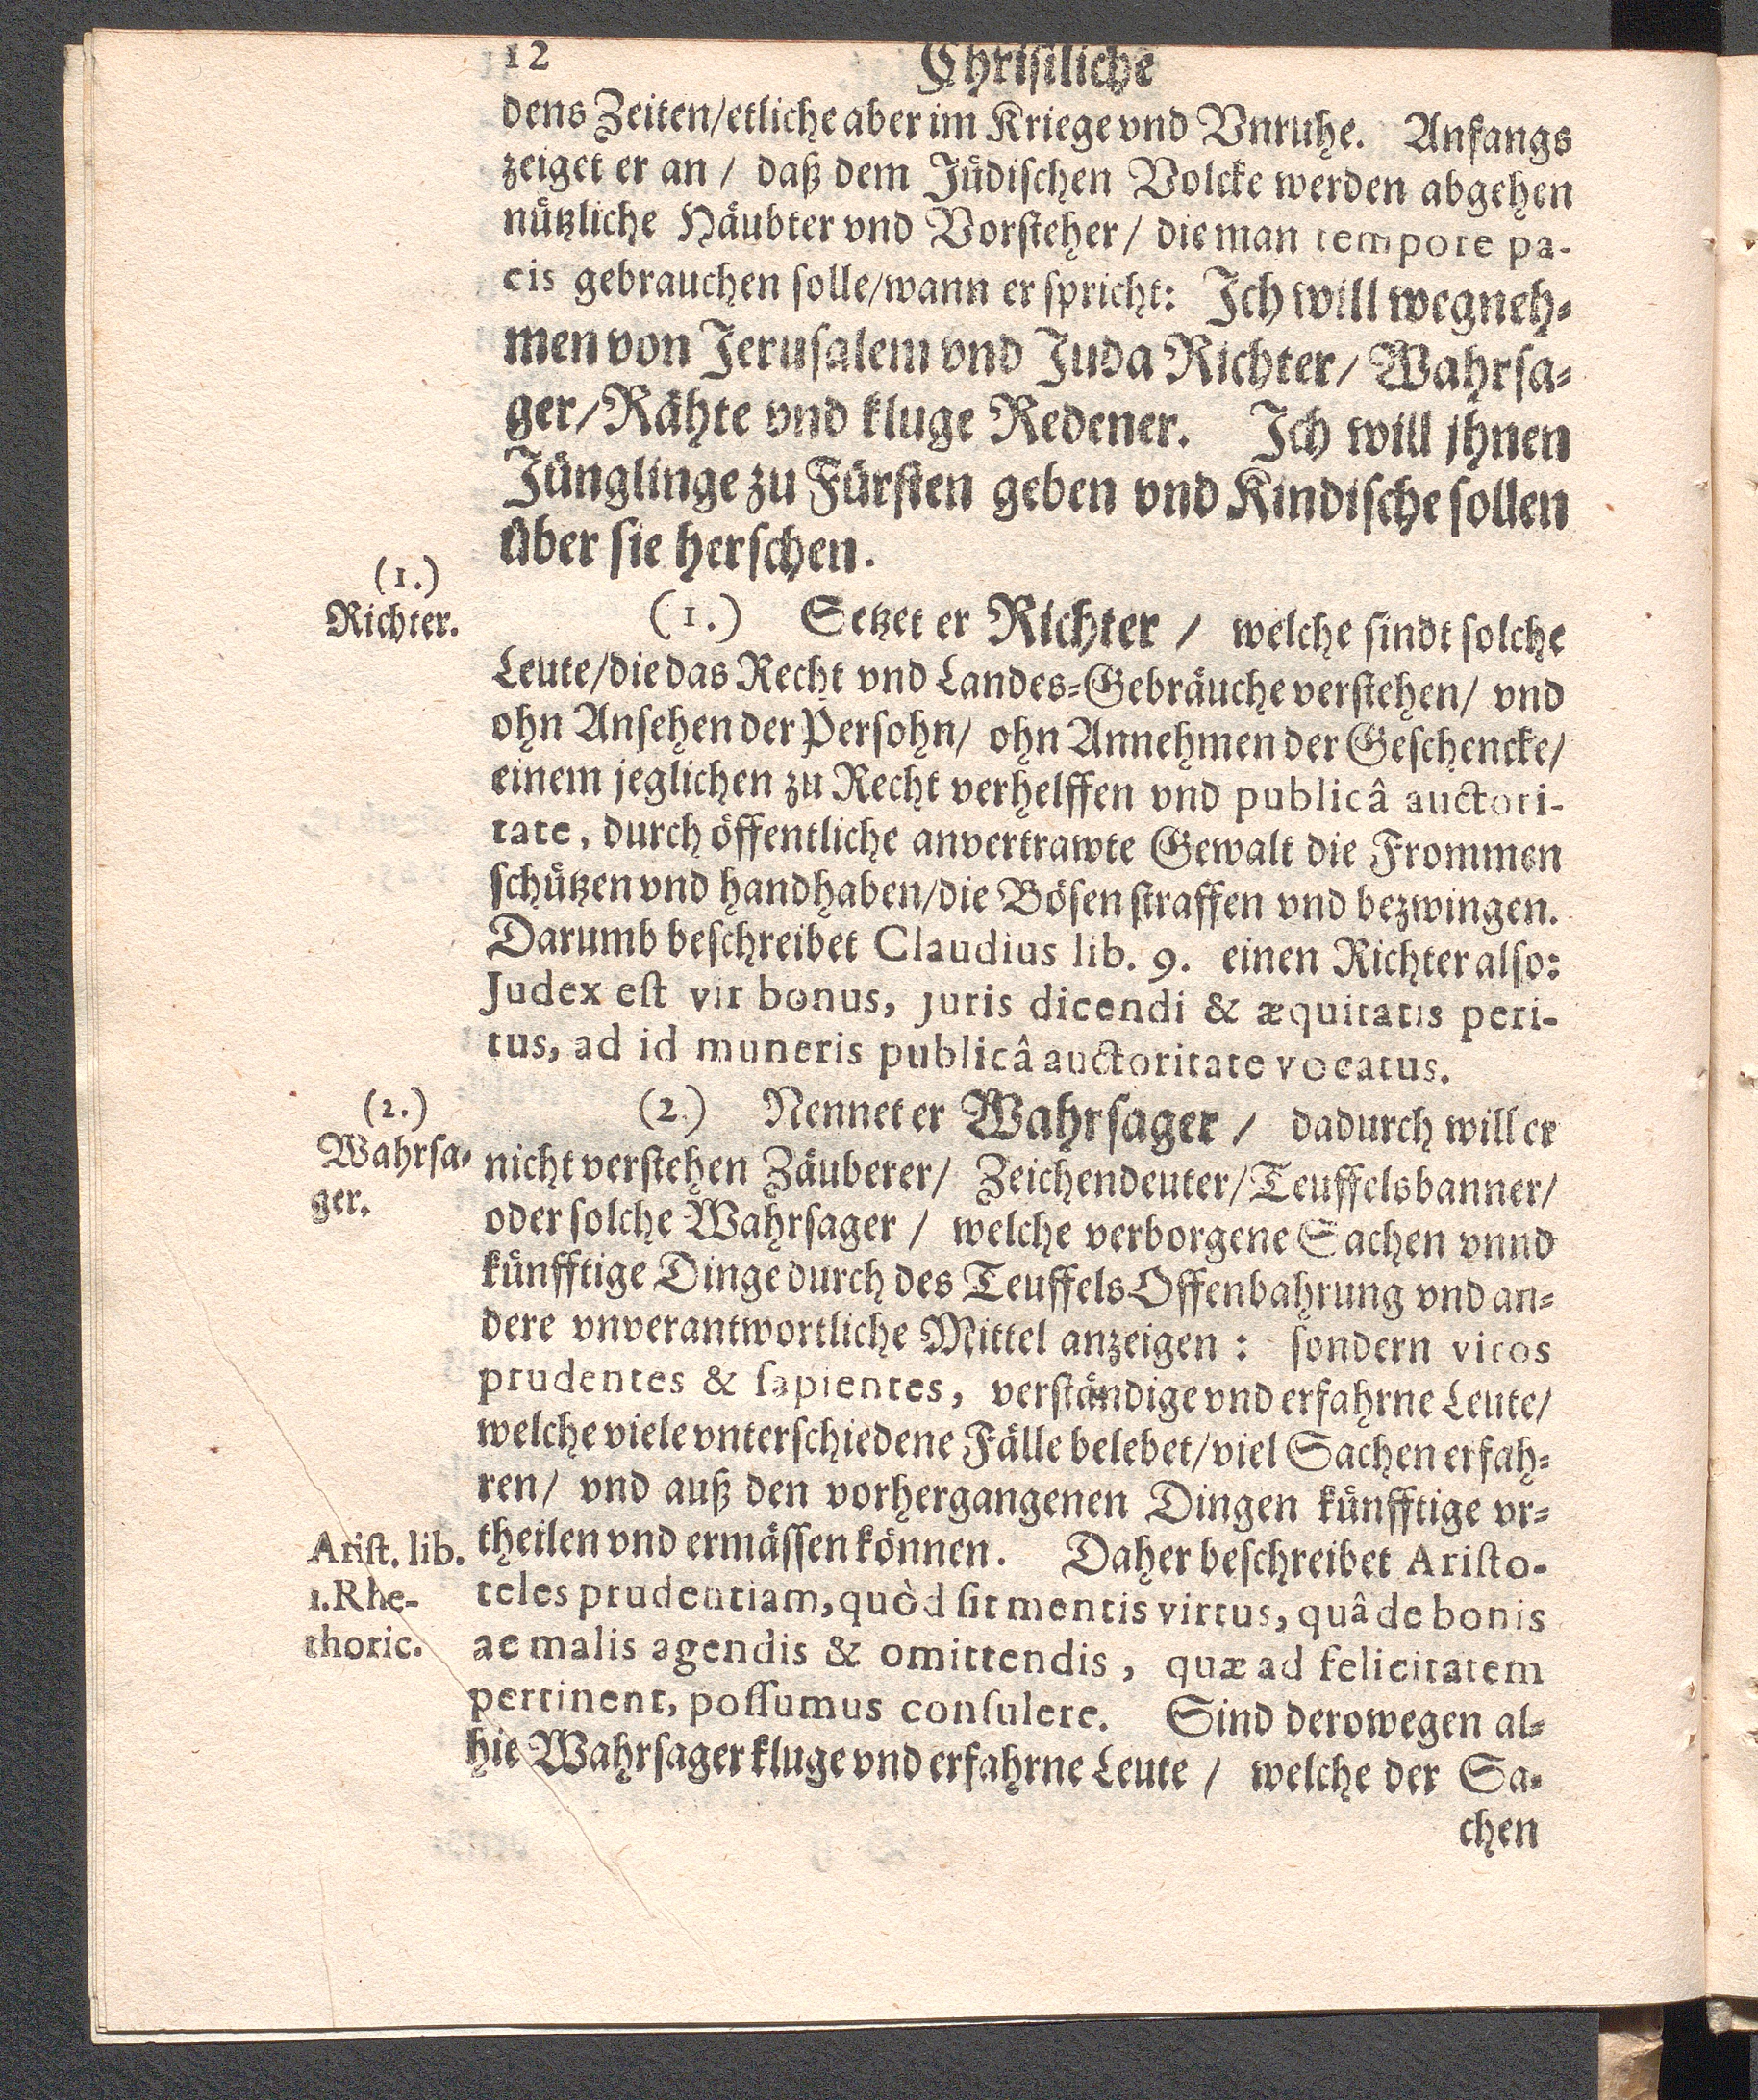 12 Christliche
dens Zeiten/etliche aber im Kriege vnd Vnruhe. Anfangs
zeiget er an / daß dem Jüdischen Volcke werden abgehen
nützliche Häubter vnd Vorsteher / die man tempore pa-
cis gebrauchen solle/wann er spricht: Ich will wegneh-
men von Jerusalem vnd Juda Richter/ Wahrsa-
ger/Rähte vnd kluge Redener. Ich will jhnen
Jünglinge zu Fürsten geben vnd Kindische sollen
über sie herschen.
(1.)
Richter.
(1.) Setzet er Richter / welche sindt solche
Leute/die das Recht vnd Landes-Gebräuche verstehen/ vnd
ohn Ansehen der Persohn/ ohn Annehmen der Geschencke/
einem jeglichen zu Recht verhelffen vnd publicâ auctori-
tate, durch öffentliche anvertrawte Gewalt die Frommen
schützen vnd handhaben/die Bösen straffen vnd bezwingen.
Darumb beschreibet Claudius lib. 9. einen Richter also:
Judex est vir bonus, juris dicendi & æquitatis peri-
tus, ad id muneris publicâ auctoritate vocatus.
(2.)
Wahrsa-
ger.
(2.) Nennet er Wahrsager / dadurch will er
nicht verstehen Zäuberer/ Zeichendeuter/Teuffelsbanner/
oder solche Wahrsager / welche verborgene Sachen vnnd
künfftige Dinge durch des Teuffels Offenbahrung vnd an-
dere vnverantwortliche Mittel anzeigen : sondern viros
prudentes & sapientes, verständige vnd erfahrne Leute/
welche viele vnterschiedene Fälle belebet/viel Sachen erfah-
ren/ vnd auß den vorhergangenen Dingen künfftige vr-
theilen vnd ermässen können. Daher beschreibet Aristo-
Arist. lib.
1. Rhe-
thoric.
teles prudentiam, quòd sit mentis virtus, quâ de bonis
ac malis agendis & omittendis, quæ ad felicitatem
pertinent, possumus consulere. Sind derowegen al-
hie Wahrsager kluge vnd erfahrne Leute / welche der Sa-
chen